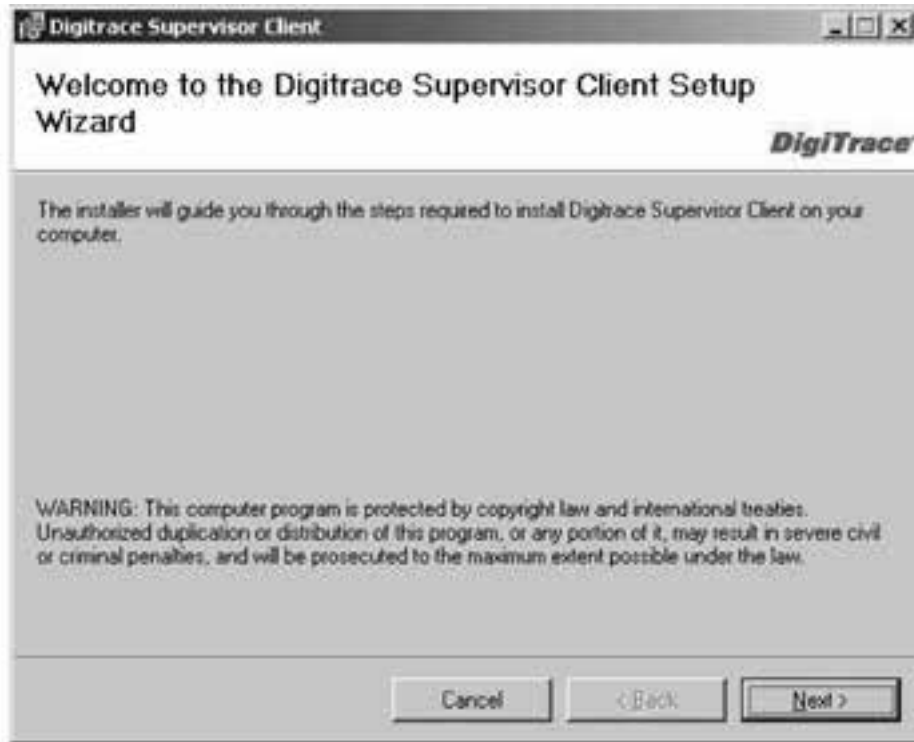 Digitrace Supervisor Client
Welcome to the Digitrace Supervisor Client Setup
Wizard
DigiTrace
The installer will guide you through the steps required to install Digitrace Supervisor Client on your
computer.
WARNING: This computer program is protected by copyright law and international treaties.
Unauthorized duplication or distribution of this program, or any portion of it, may result in severe civil
or criminal penalties, and will be prosecuted to the maximum extent possible under the law.
Cancel
< Back
Next >